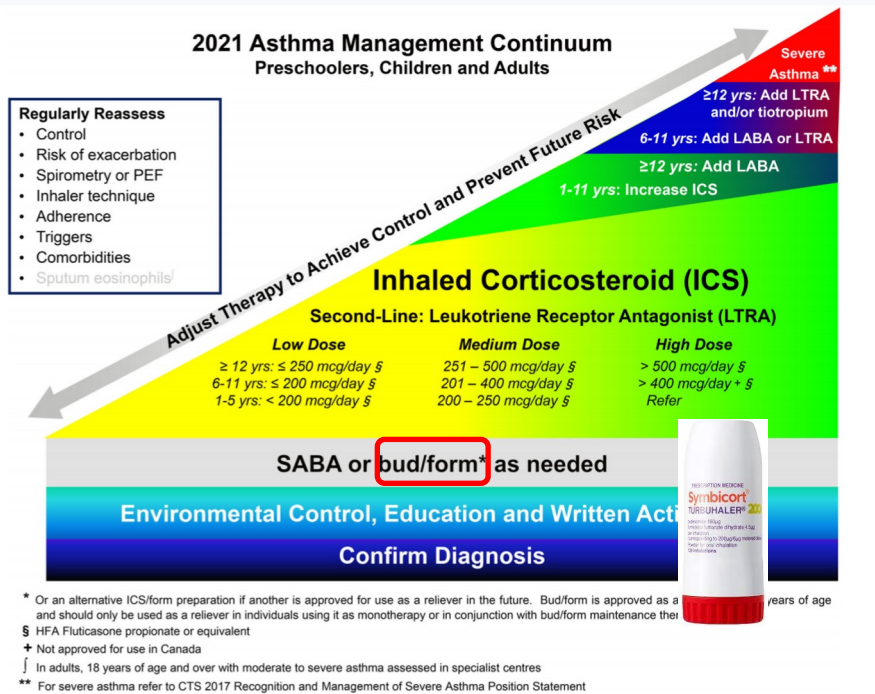 2021 Asthma Management Continuum
Preschoolers, Children and Adults
Severe
Asthma **
≥12 yrs: Add LTRA
and/or tiotropium
6-11 yrs: Add LABA or LTRA
≥12 yrs: Add LABA
1-11 yrs: Increase ICS
Regularly Reassess
• Control
• Risk of exacerbation
• Spirometry or PEF
• Inhaler technique
• Adherence
• Triggers
• Comorbidities
• Sputum eosinophils∫
Adjust Therapy to Achieve Control and Prevent Future Risk
Inhaled Corticosteroid (ICS)
Second-Line: Leukotriene Receptor Antagonist (LTRA)
Low Dose Medium Dose High Dose
≥ 12 yrs: ≤ 250 mcg/day § 251 – 500 mcg/day § > 500 mcg/day §
6-11 yrs: ≤ 200 mcg/day § 201 – 400 mcg/day § > 400 mcg/day + §
1-5 yrs: < 200 mcg/day § 200 – 250 mcg/day § Refer
SABA or bud/form* as needed
PRESCRIPTION MEDICINE
Symbicort®
TURBUHALER® 200
Environmental Control, Education and Written Acti
Confirm Diagnosis
* Or an alternative ICS/form preparation if another is approved for use as a reliever in the future. Bud/form is approved as a years of age
and should only be used as a reliever in individuals using it as monotherapy or in conjunction with bud/form maintenance
§ HFA Fluticasone propionate or equivalent
+ Not approved for use in Canada
∫ In adults, 18 years of age and over with moderate to severe asthma assessed in specialist centres
** For severe asthma refer to CTS 2017 Recognition and Management of Severe Asthma Position Statement